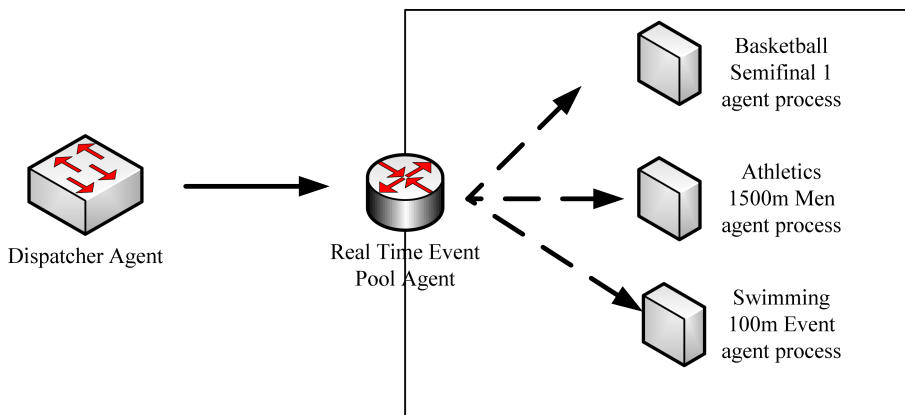 Dispatcher Agent
Real Time Event
Pool Agent
Basketball
Semifinal 1
agent process
Athletics
1500m Men
agent process
Swimming
100m Event
agent process